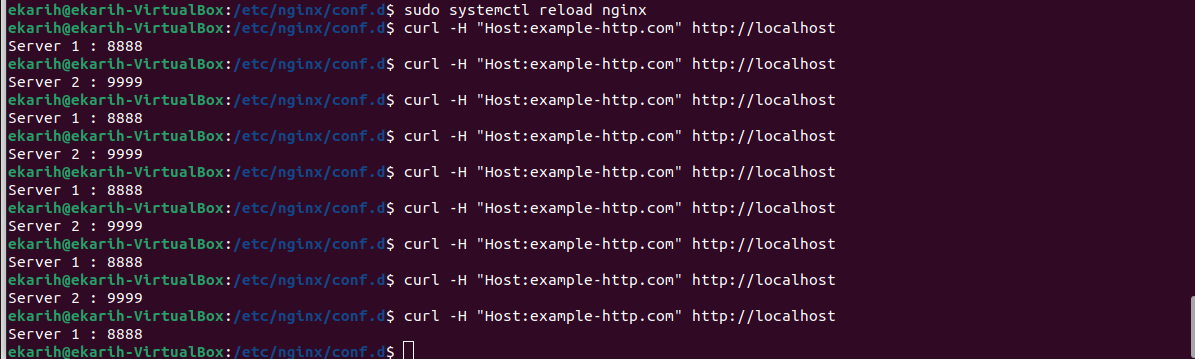 ekarih@ekarih-VirtualBox:/etc/nginx/conf.d$ sudo systemctl reload nginx
ekarih@ekarih-VirtualBox:/etc/nginx/conf.d$ curl -H "Host:example-http.com" http://localhost
Server 1 : 8888
ekarih@ekarih-VirtualBox:/etc/nginx/conf.d$ curl -H "Host:example-http.com" http://localhost
Server 2 : 9999
ekarih@ekarih-VirtualBox:/etc/nginx/conf.d$ curl -H "Host:example-http.com" http://localhost
Server 1 : 8888
ekarih@ekarih-VirtualBox:/etc/nginx/conf.d$ curl -H "Host:example-http.com" http://localhost
Server 2 : 9999
ekarih@ekarih-VirtualBox:/etc/nginx/conf.d$ curl -H "Host:example-http.com" http://localhost
Server 1 : 8888
ekarih@ekarih-VirtualBox:/etc/nginx/conf.d$ curl -H "Host:example-http.com" http://localhost
Server 2 : 9999
ekarih@ekarih-VirtualBox:/etc/nginx/conf.d$ curl -H "Host:example-http.com" http://localhost
Server 1 : 8888
ekarih@ekarih-VirtualBox:/etc/nginx/conf.d$ curl -H "Host:example-http.com" http://localhost
Server 2 : 9999
ekarih@ekarih-VirtualBox:/etc/nginx/conf.d$ curl -H "Host:example-http.com" http://localhost
Server 1 : 8888
ekarih@ekarih-VirtualBox:/etc/nginx/conf.d$